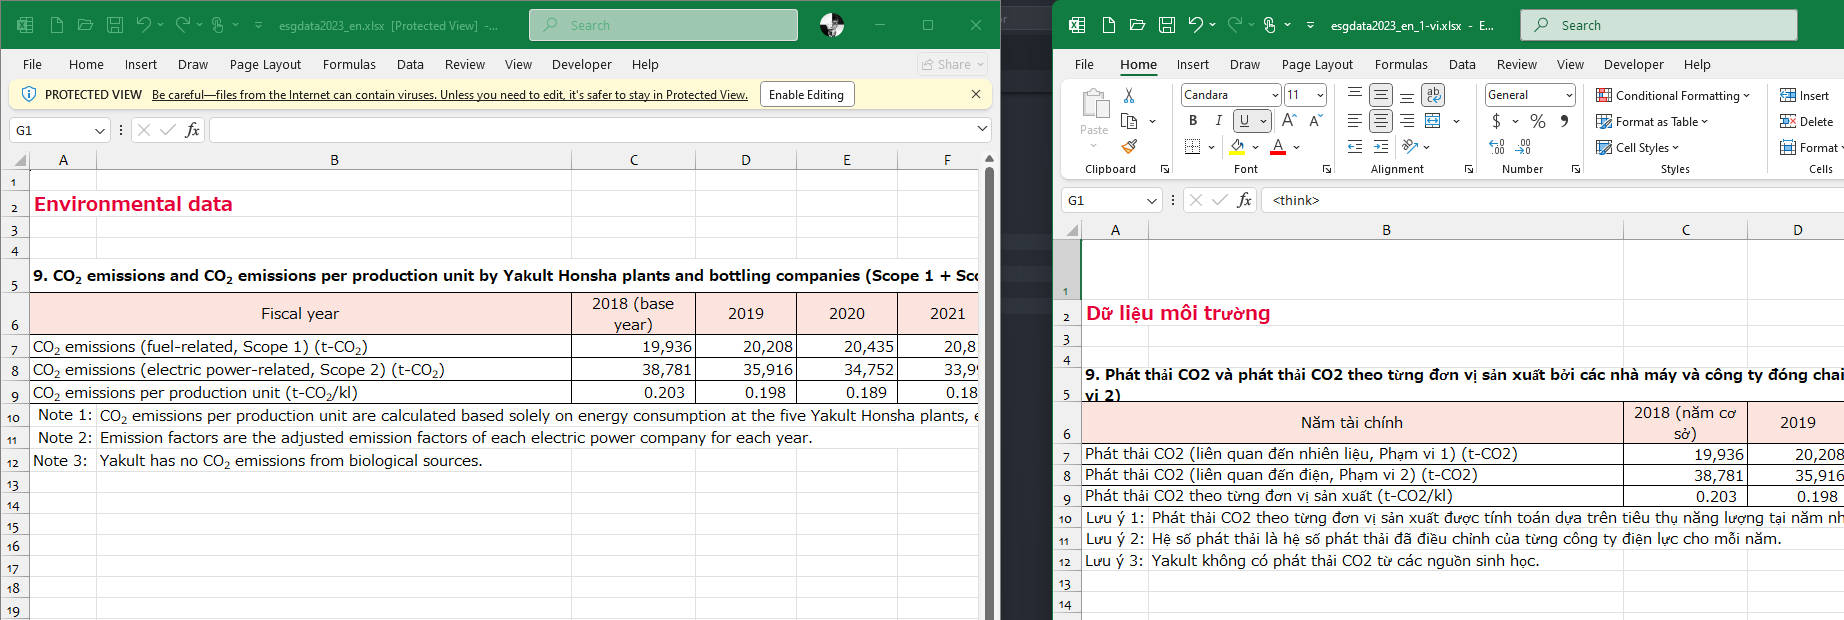 esgdata2023_en.xlsx [Protected View] -...
Search
File Home Insert Draw Page Layout Formulas Data Review View Developer Help Share
PROTECTED VIEW Be careful—files from the Internet can contain viruses. Unless you need to edit, it's safer to stay in Protected View. Enable Editing
G1 fx
A B C D E F
1
2 Environmental data
3
4
5 9. CO₂ emissions and CO₂ emissions per production unit by Yakult Honsha plants and bottling companies (Scope 1 +
6 Fiscal year 2018 (base year) 2019 2020 2021
7 CO₂ emissions (fuel-related, Scope 1) (t-CO₂) 19,936 20,208 20,435 20,8
8 CO₂ emissions (electric power-related, Scope 2) (t-CO₂) 38,781 35,916 34,752 33,9
9 CO₂ emissions per production unit (t-CO₂/kl) 0.203 0.198 0.189 0.18
10 Note 1: CO₂ emissions per production unit are calculated based solely on energy consumption at the five Yakult Honsha plants,
11 Note 2: Emission factors are the adjusted emission factors of each electric power company for each year.
12 Note 3: Yakult has no CO₂ emissions from biological sources.
13
14
15
16
17
18
19
esgdata2023_en_1-vi.xlsx - E...
Search
File Home Insert Draw Page Layout Formulas Data Review View Developer Help
Paste
Clipboard
Candara 11
B I U A A
A
Font
ab
Alignment
General
$ % 9
Number
Conditional Formatting
Format as Table
Cell Styles
Styles
Insert
Delete
Format
Cells
G1 fx <think>
A B C D
1
2 Dữ liệu môi trường
3
4
5 9. Phát thải CO2 và phát thải CO2 theo từng đơn vị sản xuất bởi các nhà máy và công ty đóng chai
vi 2)
6 Năm tài chính 2018 (năm cơ sở) 2019
7 Phát thải CO2 (liên quan đến nhiên liệu, Phạm vi 1) (t-CO2) 19,936 20,208
8 Phát thải CO2 (liên quan đến điện, Phạm vi 2) (t-CO2) 38,781 35,916
9 Phát thải CO2 theo từng đơn vị sản xuất (t-CO2/kl) 0.203 0.198
10 Lưu ý 1: Phát thải CO2 theo từng đơn vị sản xuất được tính toán dựa trên tiêu thụ năng lượng tại năm nh
11 Lưu ý 2: Hệ số phát thải là hệ số phát thải đã điều chỉnh của từng công ty điện lực cho mỗi năm.
12 Lưu ý 3: Yakult không có phát thải CO2 từ các nguồn sinh học.
13
14